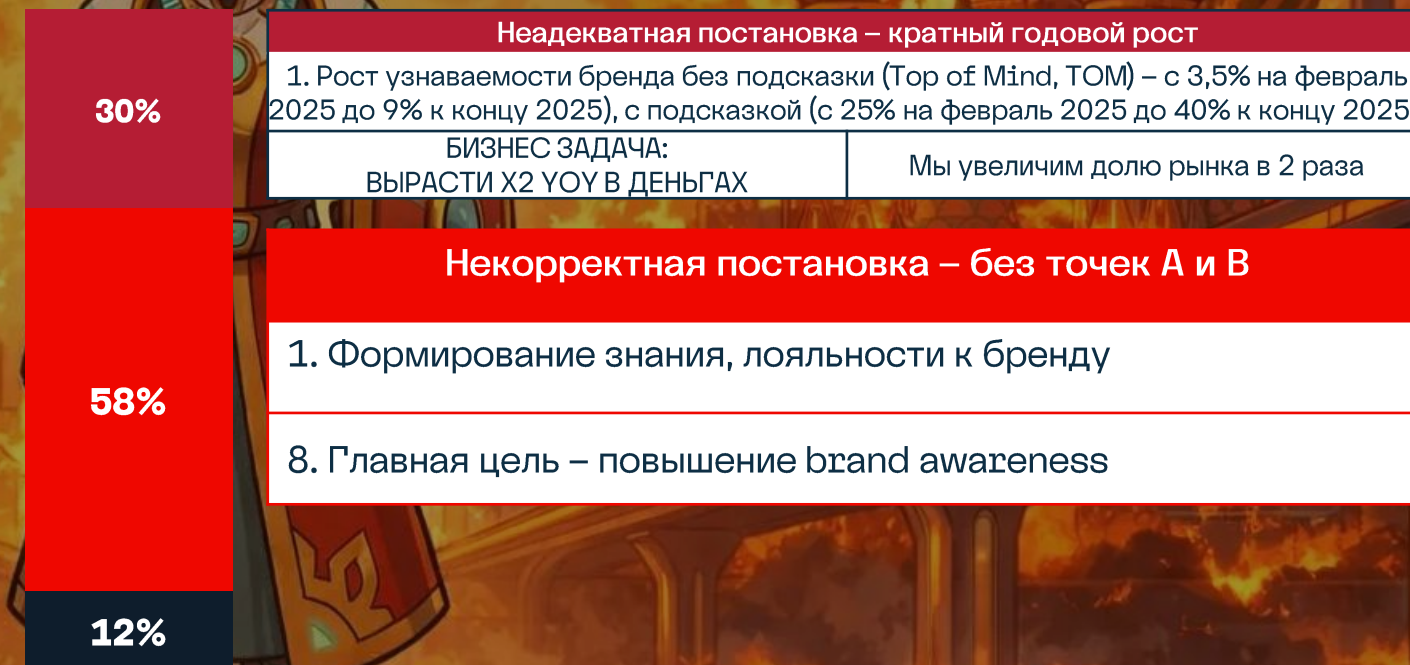 30%
Неадекватная постановка – кратный годовой рост
1. Рост узнаваемости бренда без подсказки (Top of Mind, TOM) – с 3,5% на февраль
2025 до 9% к концу 2025), с подсказкой (с 25% на февраль 2025 до 40% к концу 2025
БИЗНЕС ЗАДАЧА:
ВЫРАСТИ Х2 YOY В ДЕНЬГАХ
Мы увеличим долю рынка в 2 раза
58%
Некорректная постановка – без точек А и В
1. Формирование знания, лояльности к бренду
8. Главная цель – повышение brand awareness
12%